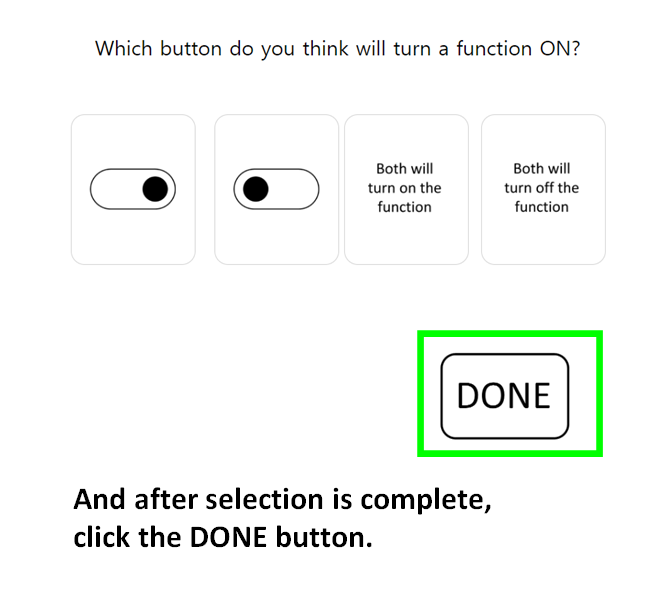 Which button do you think will turn a function ON?
Both will
turn on the
function
Both will
turn off the
function
DONE
And after selection is complete,
click the DONE button.